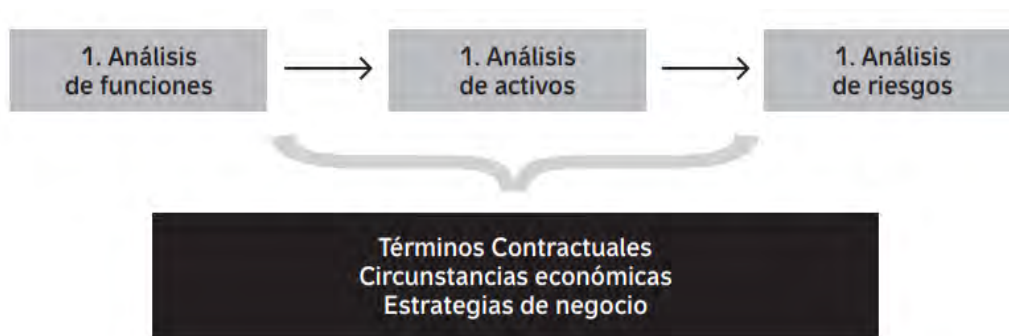 1. Análisis
de funciones
1. Análisis
de activos
1. Análisis
de riesgos
Términos Contractuales
Circunstancias económicas
Estrategias de negocio